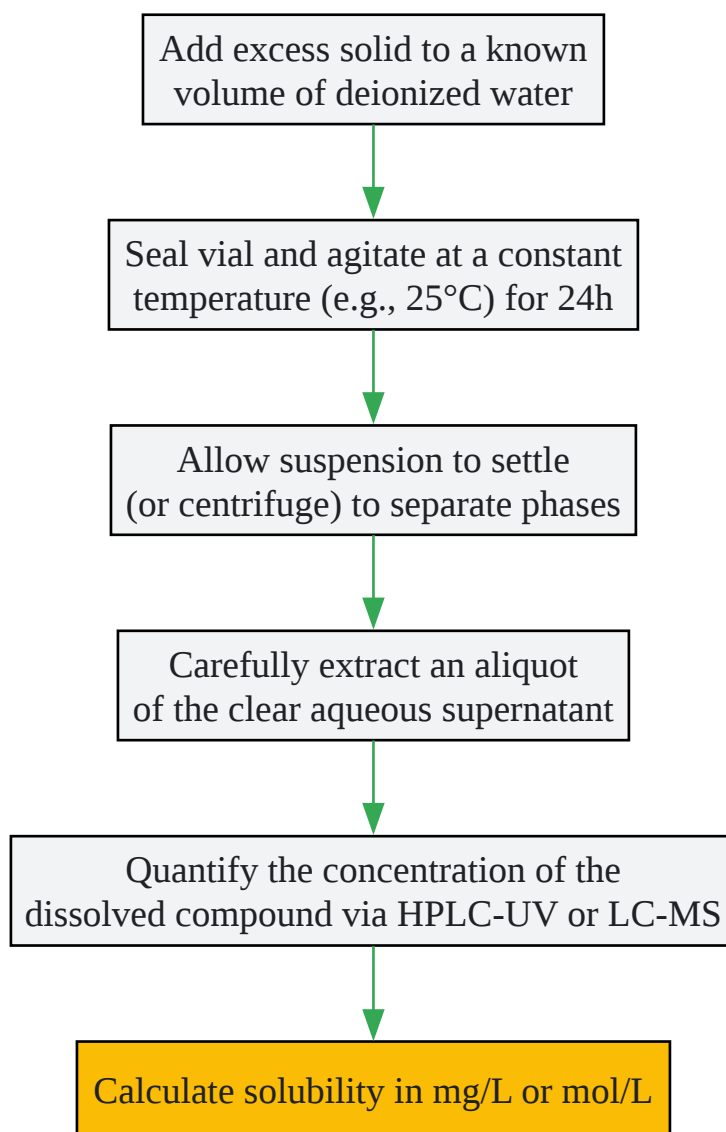 Add excess solid to a known
volume of deionized water
Seal vial and agitate at a constant
temperature (e.g., 25°C) for 24h
Allow suspension to settle
(or centrifuge) to separate phases
Carefully extract an aliquot
of the clear aqueous supernatant
Quantify the concentration of the
dissolved compound via HPLC-UV or LC-MS
Calculate solubility in mg/L or mol/L